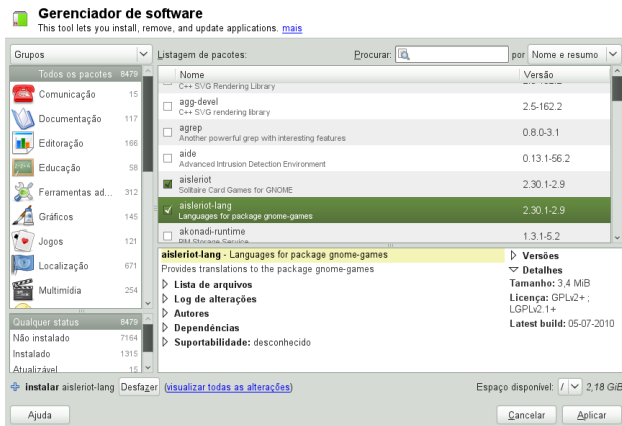 Gerenciador de software
This tool lets you install, remove, and update applications. mais
Grupos
Listagem de pacotes:
Procurar:
por
Nome e resumo
Todos os pacotes 8479
Comunicação 15
Documentação 117
Editoração 166
Educação 58
Ferramentas ad... 312
Gráficos 145
Jogos 121
Localização 671
Multimídia 254
Qualquer status 8479
Não instalado 7164
Instalado 1315
Atualizável 15
Nome Versão
C++ SVG Rendering Library
agg-devel 2.5-162.2
C++ SVG rendering library
agrep 0.8.0-3.1
Another powerful grep with interesting features
aide 0.13.1-56.2
Advanced Intrusion Detection Environment
aisleriot 2.30.1-2.9
Solitaire Card Games for GNOME
aisleriot-lang 2.30.1-2.9
Languages for package gnome-games
akonadi-runtime 1.3.1-5.2
PIM Storage Service
aisleriot-lang - Languages for package gnome-games
Provides translations to the package gnome-games
Lista de arquivos
Log de alterações
Autores
Dependências
Suportabilidade: desconhecido
Versões
Detalhes
Tamanho: 3,4 MiB
Licença: GPLv2+ ;
LGPLv2.1+
Latest build: 05-07-2010
instalar aisleriot-lang Desfazer (visualizar todas as alterações)
Espaço disponível: / 2,18 GiB
Ajuda
Cancelar
Aplicar